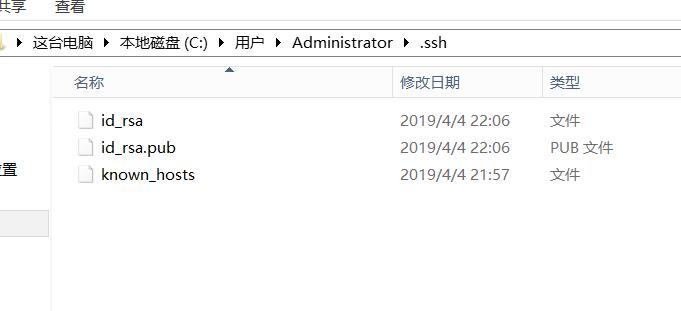 共享 查看
这台电脑 本地磁盘 (C:) 用户 Administrator .ssh
名称 修改日期 类型
id_rsa 2019/4/4 22:06 文件
id_rsa.pub 2019/4/4 22:06 PUB 文件
位置
known_hosts 2019/4/4 21:57 文件